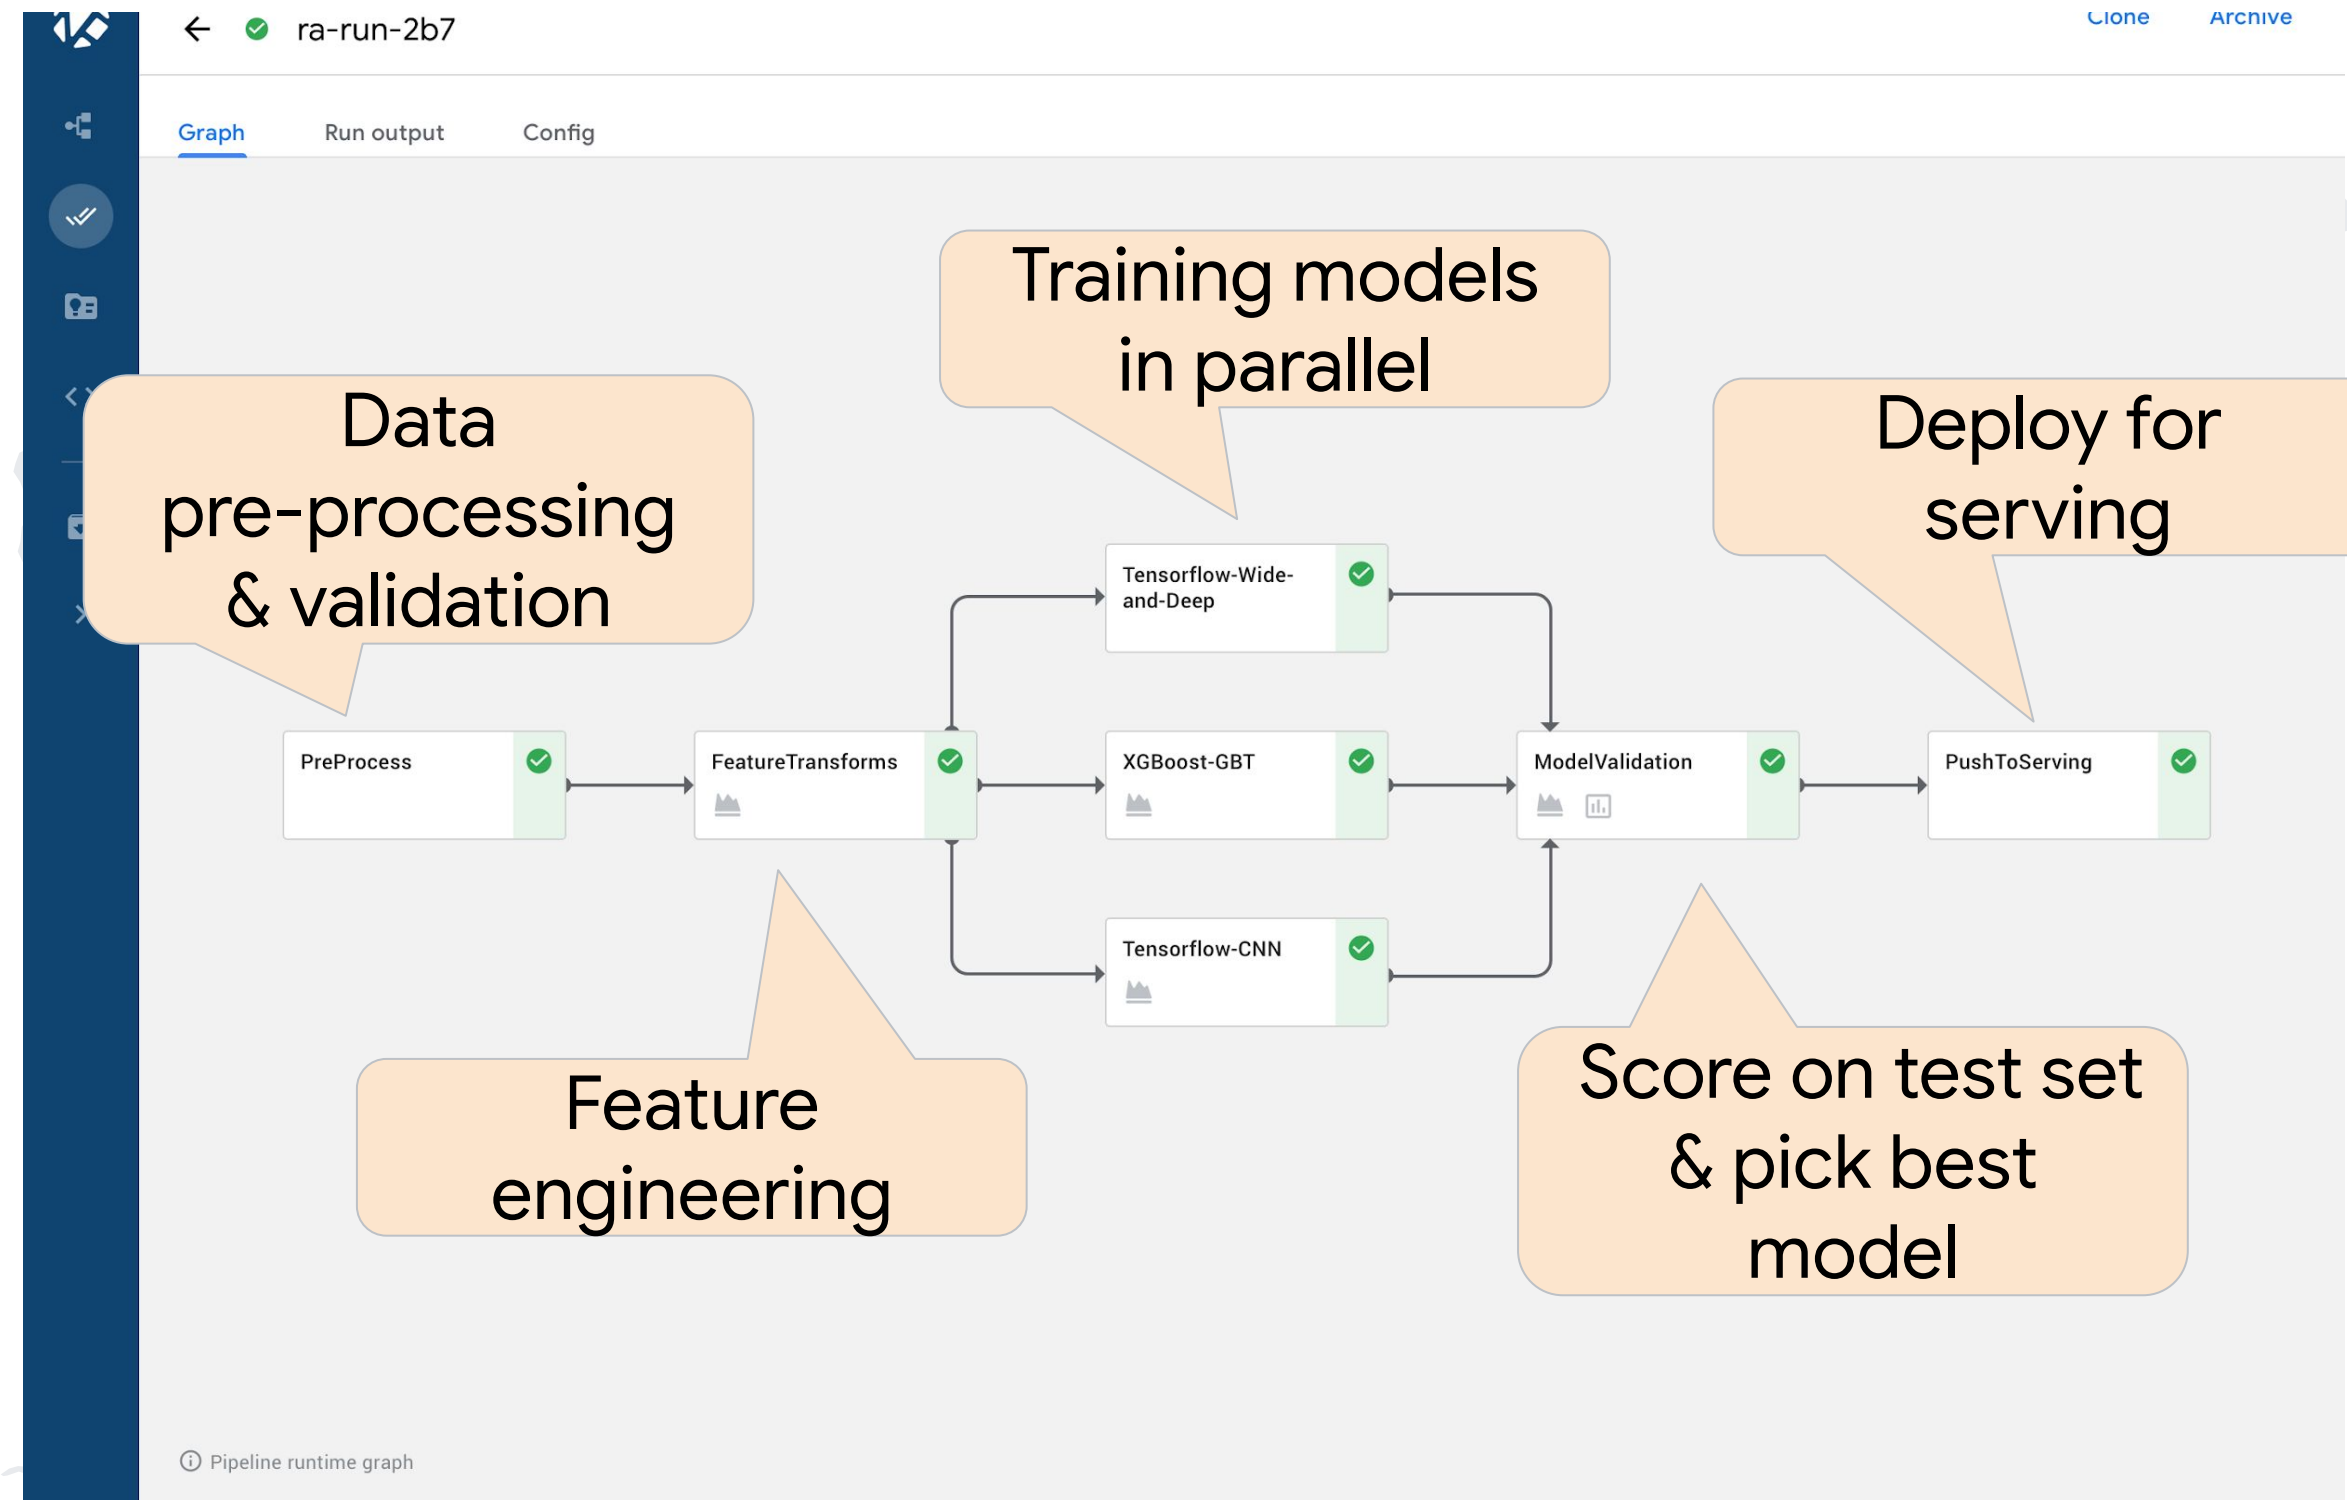 ra-run-2b7
Clone
Archive
Graph
Run output
Config
Training models
in parallel
Data
pre-processing
& validation
Deploy for
serving
Tensorflow-Wide-
and-Deep
PreProcess
FeatureTransforms
XGBoost-GBT
ModelValidation
PushToServing
Tensorflow-CNN
Feature
engineering
Score on test set
& pick best
model
Pipeline runtime graph